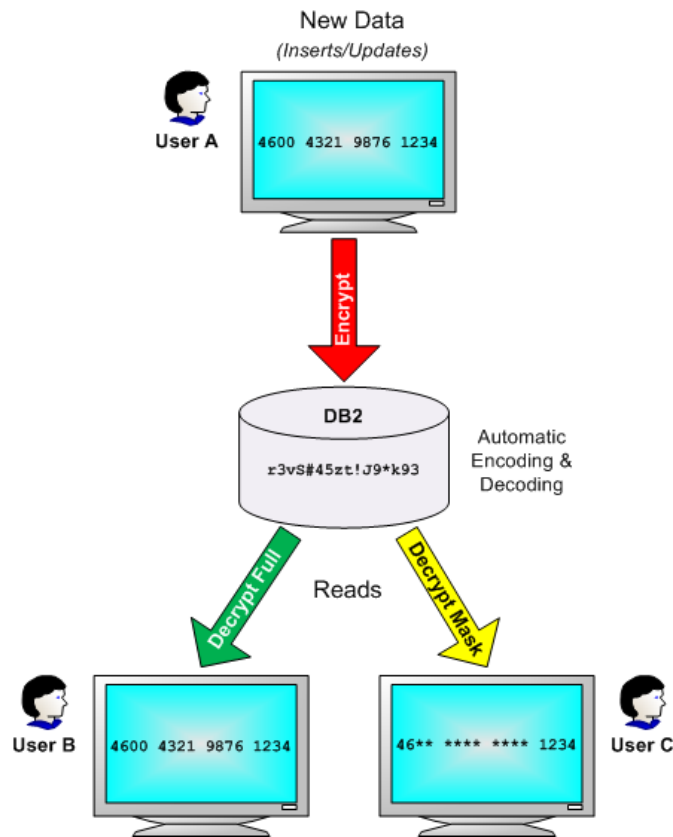 New Data
(Inserts/Updates)
User A
4600 4321 9876 1234
Encrypt
DB2
r3vS#45zt!J9*k93
Automatic
Encoding &
Decoding
Decrypt Full
Reads
Decrypt Mask
User B
4600 4321 9876 1234
46** **** **** 1234
User C